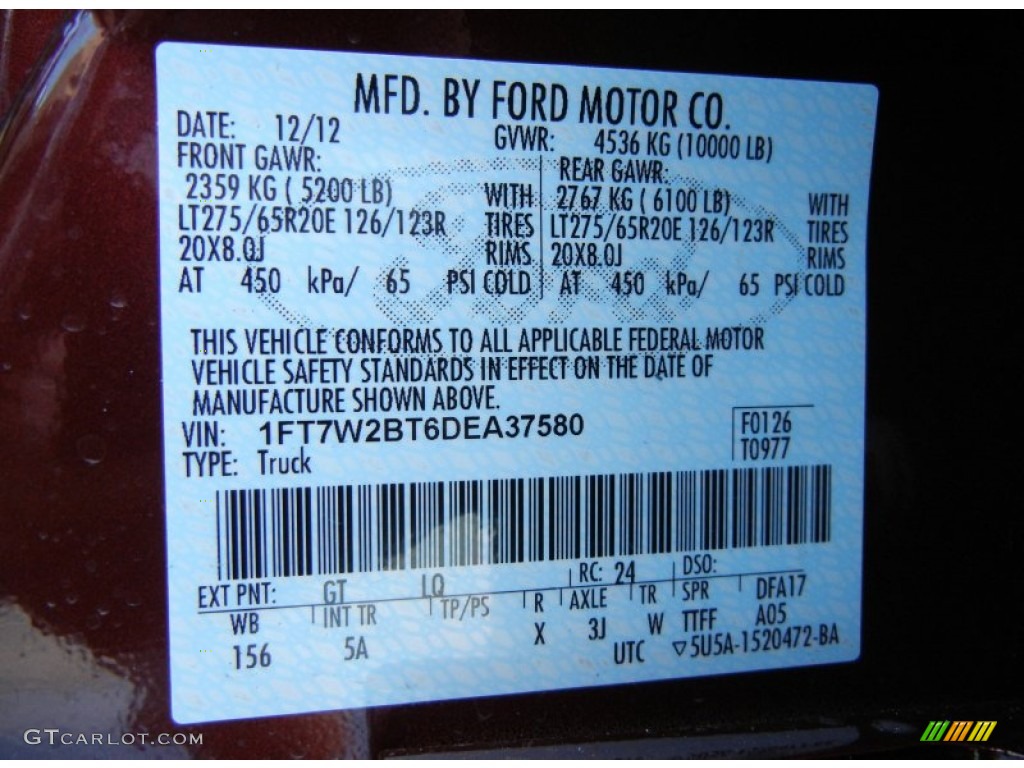 MFD. BY FORD MOTOR CO.
DATE: 12/12 GVWR: 4536 KG (10000 LB)
FRONT GAWR: REAR GAWR:
2359 KG ( 5200 LB) WITH 2767 KG ( 6100 LB) WITH
LT275/65R20E 126/123R TIRES LT275/65R20E 126/123R TIRES
20X8.0J RIMS 20X8.0J RIMS
AT 450 kPa/ 65 PSI COLD AT 450 kPa/ 65 PSI COLD
THIS VEHICLE CONFORMS TO ALL APPLICABLE FEDERAL MOTOR
VEHICLE SAFETY STANDARDS IN EFFECT ON THE DATE OF
MANUFACTURE SHOWN ABOVE.
VIN: 1FT7W2BT6DEA37580 F0126
TYPE: Truck T0977
EXT PNT: GT LQ RC: 24 DSO:
WB INT TR TP/PS R AXLE TR SPR DFA17
156 5A X 3J W TTFF A05
UTC ▽5U5A-1520472-BA
GTCARLOT.COM